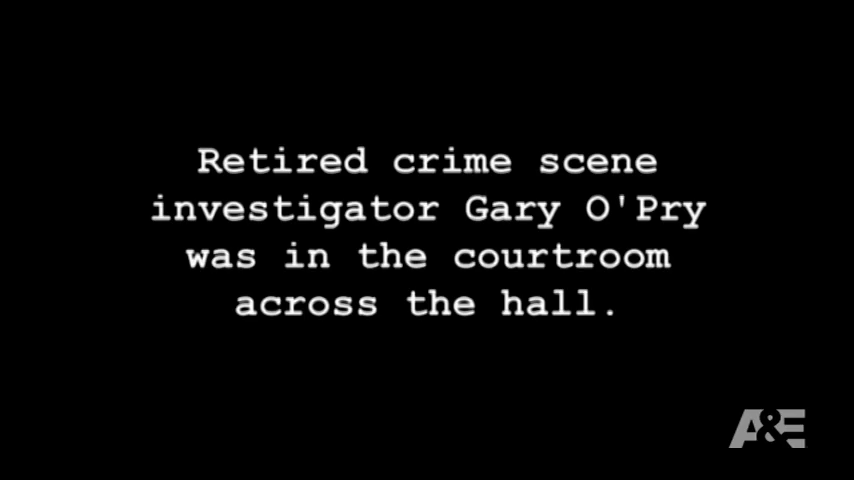 Retired crime scene
investigator Gary O'Pry
was in the courtroom
across the hall.
A&E